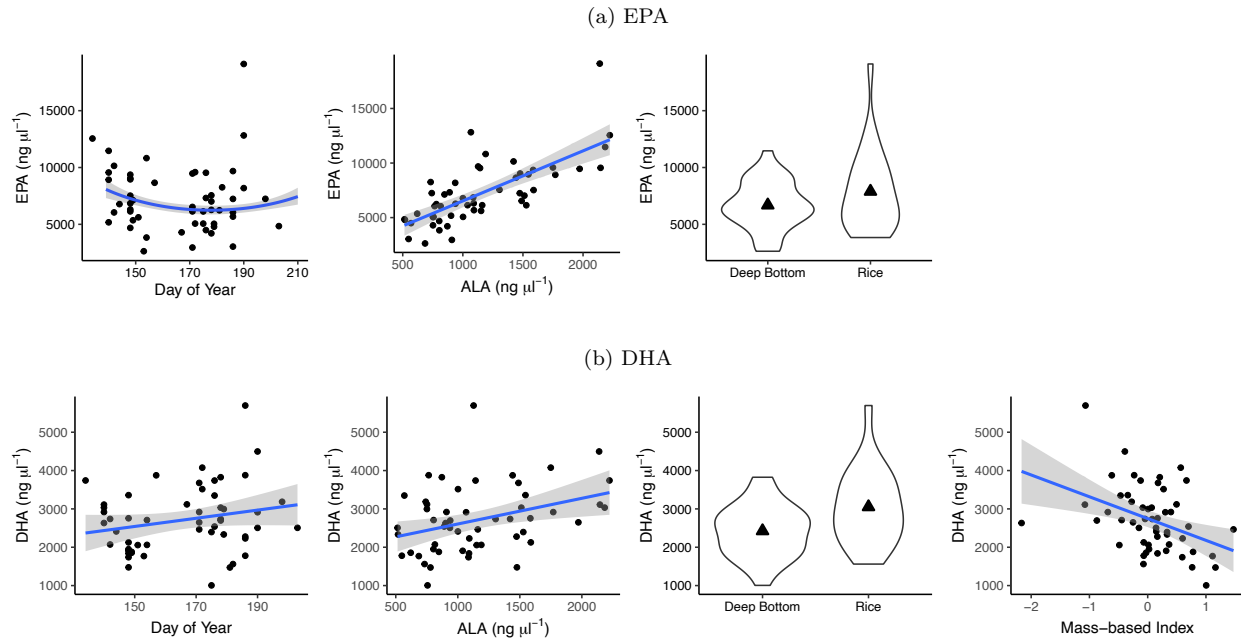 (a) EPA
EPA (ng μl⁻¹)
15000
10000
5000
130
150
170
190
210
Day of Year
EPA (ng μl⁻¹)
15000
10000
5000
500
1000
1500
2000
ALA (ng μl⁻¹)
EPA (ng μl⁻¹)
15000
10000
5000
Deep Bottom
Rice
(b) DHA
DHA (ng μl⁻¹)
5000
4000
3000
2000
1000
150
170
190
Day of Year
DHA (ng μl⁻¹)
5000
4000
3000
2000
1000
500
1000
1500
2000
ALA (ng μl⁻¹)
DHA (ng μl⁻¹)
5000
4000
3000
2000
1000
Deep Bottom
Rice
DHA (ng μl⁻¹)
5000
4000
3000
2000
1000
−2
−1
0
1
Mass−based Index